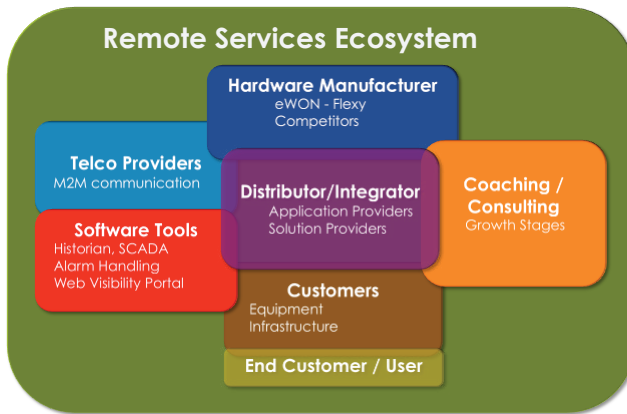 Remote Services Ecosystem
Hardware Manufacturer
eWON - Flexy
Competitors
Telco Providers
M2M communication
Distributor/Integrator
Application Providers
Solution Providers
Coaching /
Consulting
Growth Stages
Software Tools
Historian, SCADA
Alarm Handling
Web Visibility Portal
Customers
Equipment
Infrastructure
End Customer / User